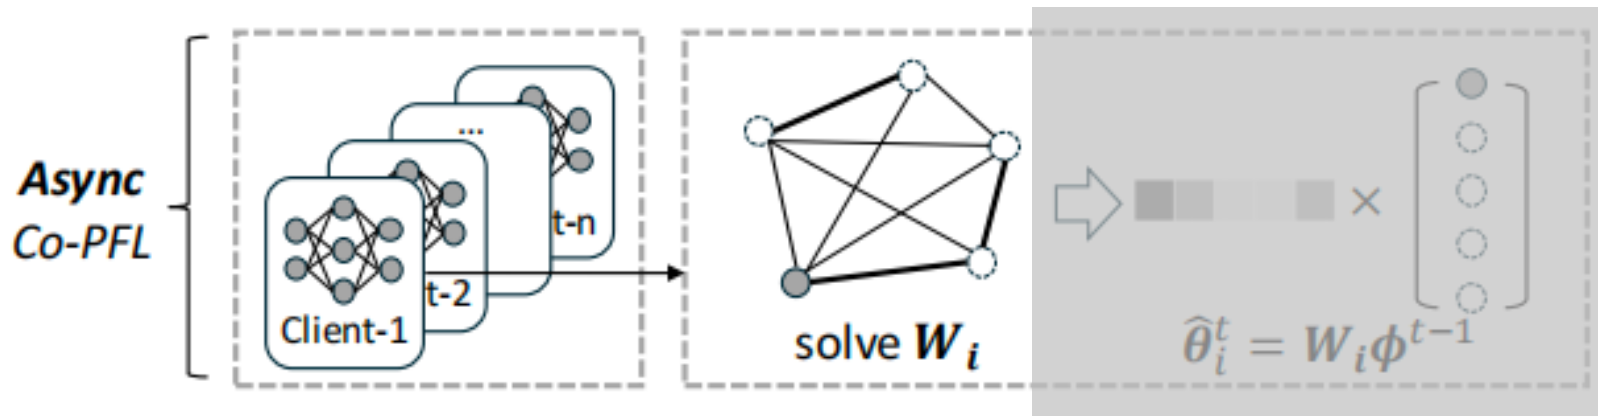 Async
Co-PFL
...
t-n
t-2
Client-1
solve W_i
×
θ̂_i^t = W_i ϕ^{t−1}